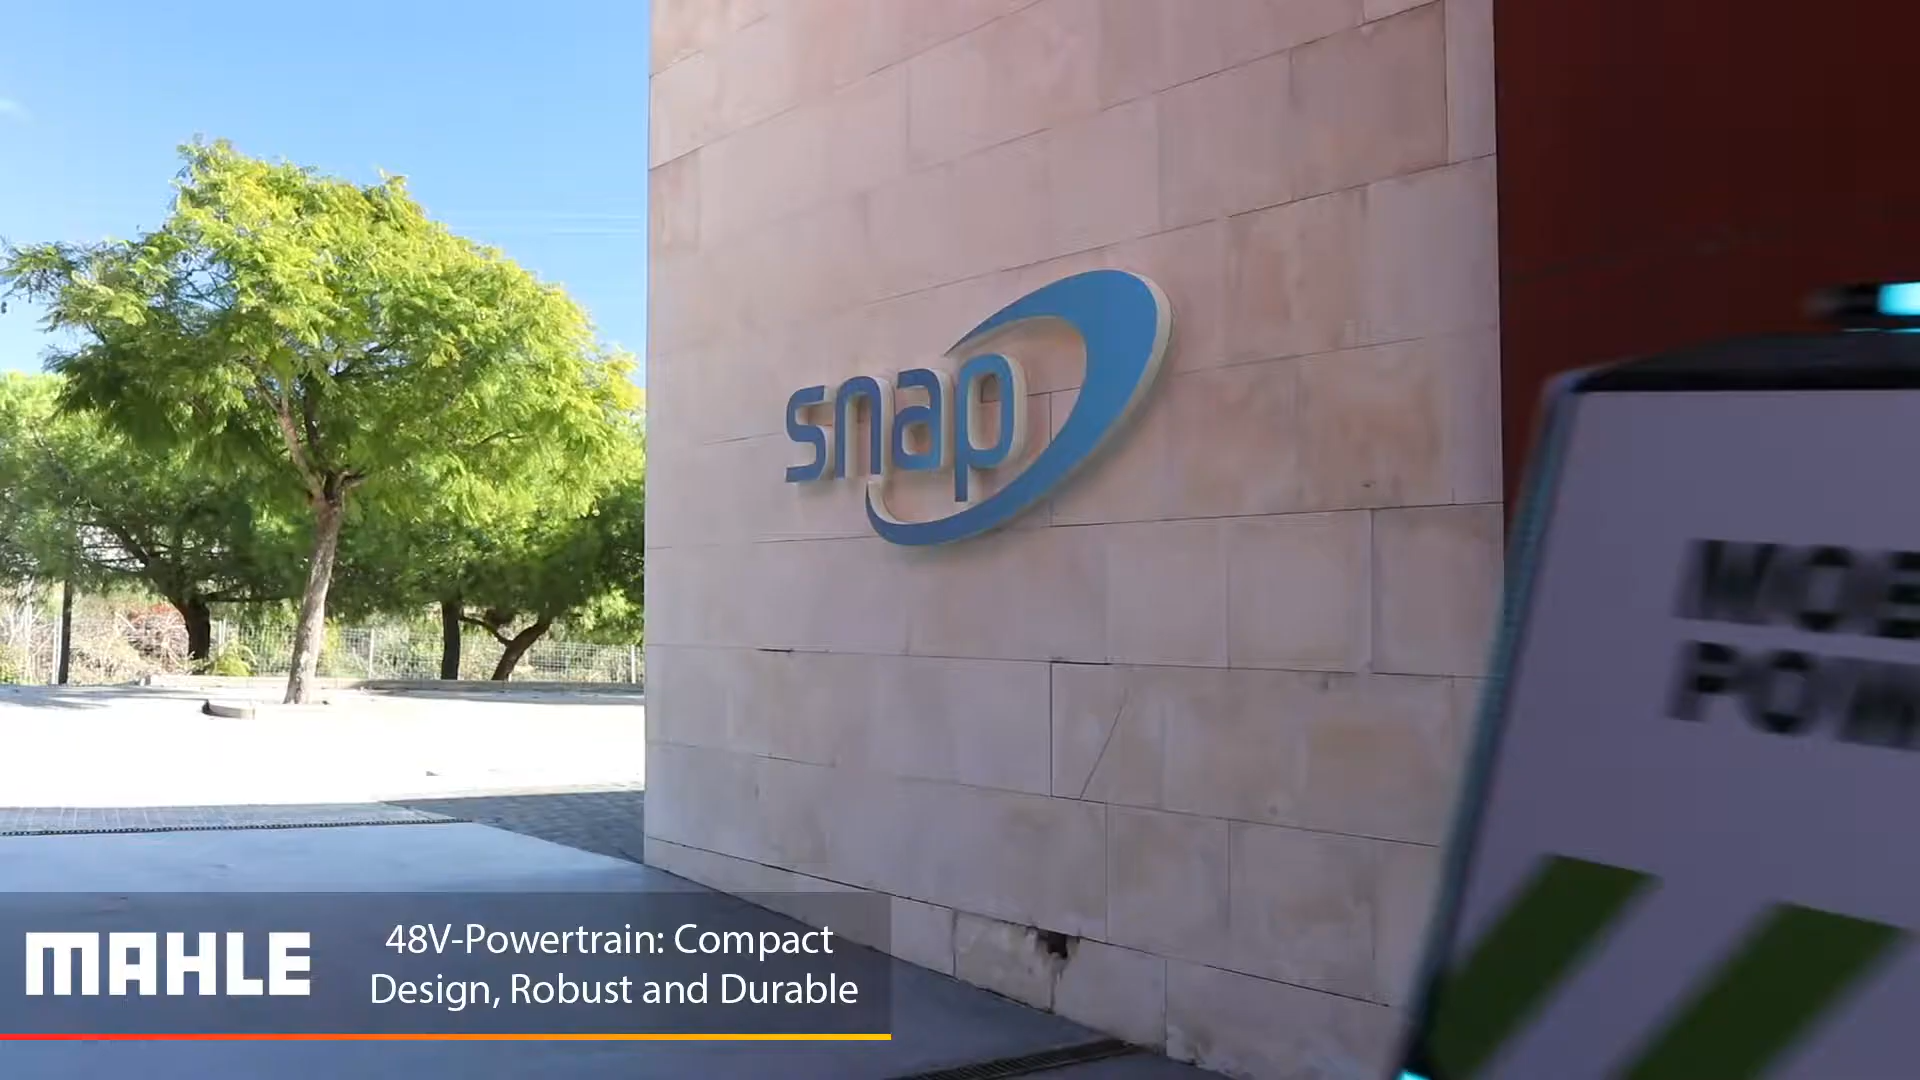 snap
MAHLE
48V-Powertrain: Compact
Design, Robust and Durable